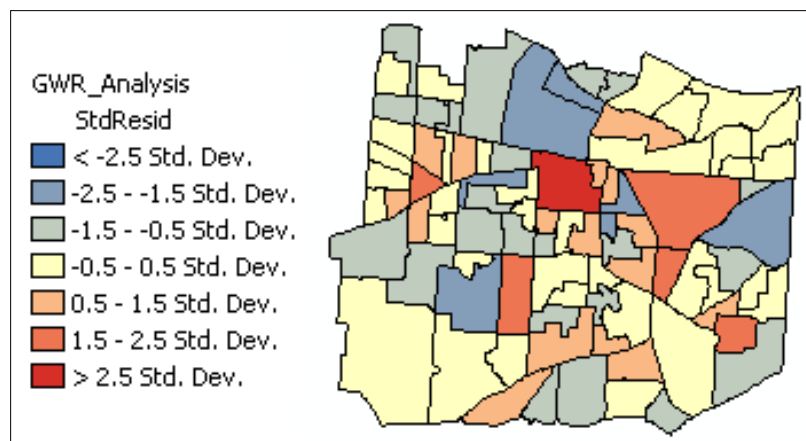 GWR_Analysis
StdResid
< -2.5 Std. Dev.
-2.5 - -1.5 Std. Dev.
-1.5 - -0.5 Std. Dev.
-0.5 - 0.5 Std. Dev.
0.5 - 1.5 Std. Dev.
1.5 - 2.5 Std. Dev.
> 2.5 Std. Dev.